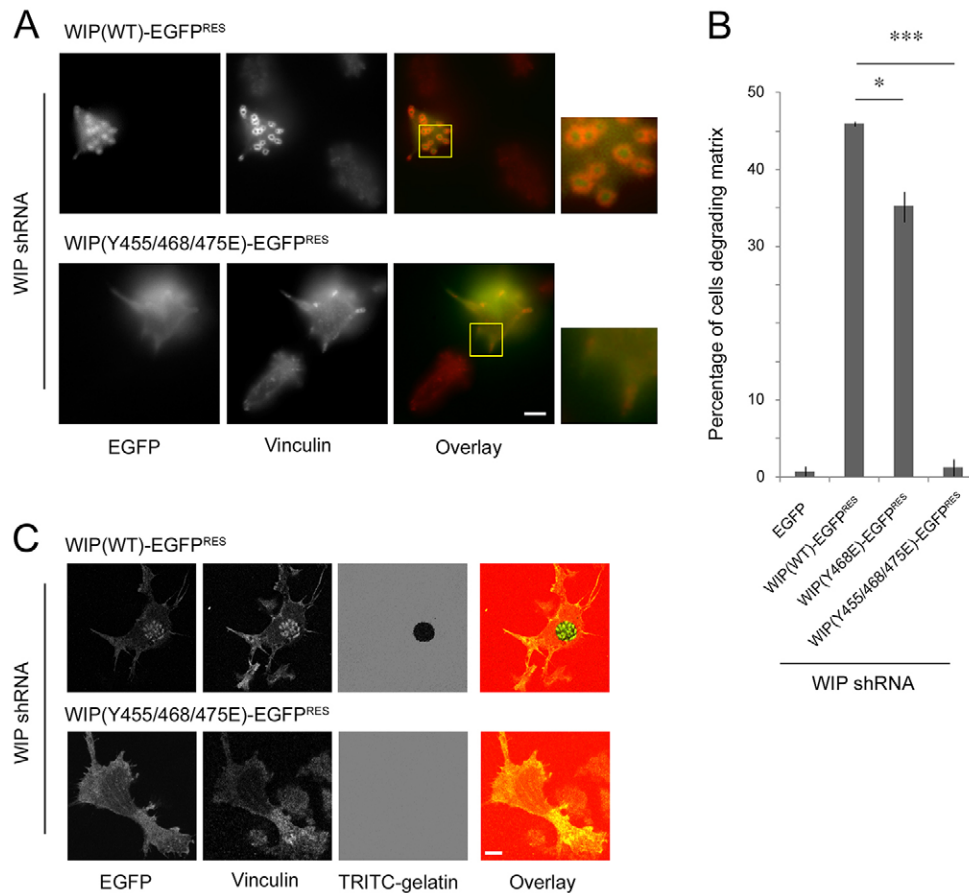 A
WIP(WT)-EGFPRES
WIP shRNA
WIP(Y455/468/475E)-EGFPRES
EGFP Vinculin Overlay
B
***
*
Percentage of cells degrading matrix
50
30
10
0
EGFP
WIP(WT)-EGFPRES
WIP(Y468E)-EGFPRES
WIP(Y455/468/475E)-EGFPRES
WIP shRNA
C
WIP(WT)-EGFPRES
WIP shRNA
WIP(Y455/468/475E)-EGFPRES
EGFP Vinculin TRITC-gelatin Overlay